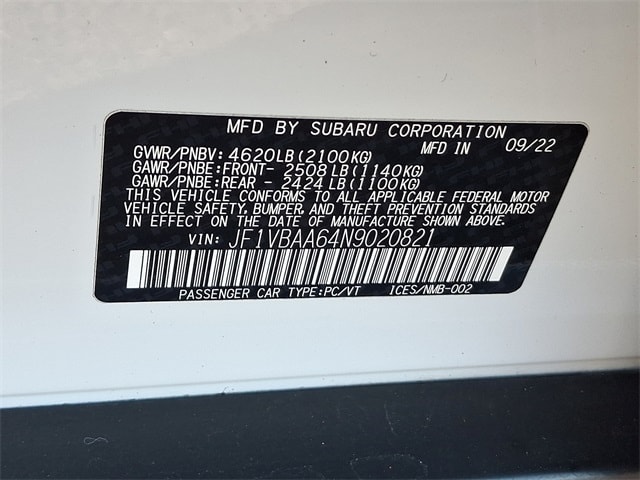 MFD BY SUBARU CORPORATION
MFD IN 09/22
GVWR/PNBV: 4620LB(2100KG)
GAWR/PNBE:FRONT- 2508LB(1140KG)
GAWR/PNBE:REAR - 2424LB(1100KG)
THIS VEHICLE CONFORMS TO ALL APPLICABLE FEDERAL MOTOR
VEHICLE SAFETY, BUMPER, AND THEFT PREVENTION STANDARDS
IN EFFECT ON THE DATE OF MANUFACTURE SHOWN ABOVE.
VIN: JF1VBAA64N9020821
PASSENGER CAR TYPE:PC/VT ICES/NMB-002